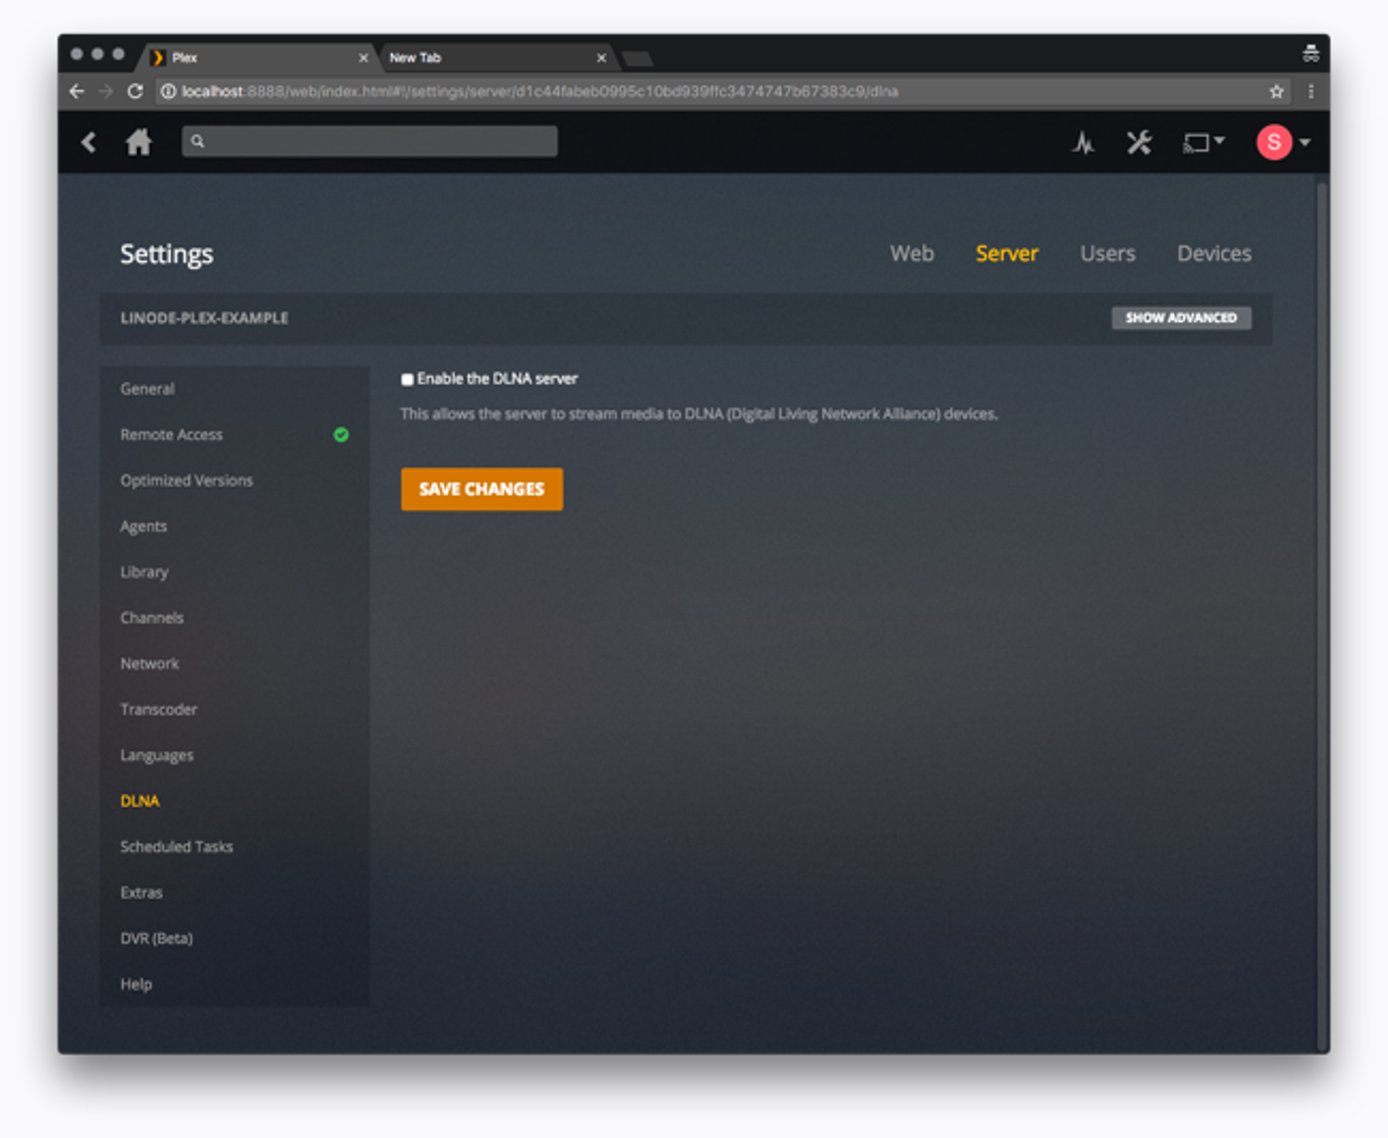 Plex
New Tab
localhost:8888/web/index.html#!/settings/server/d1c44fabeb0995c10bd939ffc3474747b67383c9/dlna
S
Settings
Web Server Users Devices
LINODE-PLEX-EXAMPLE
SHOW ADVANCED
General
Remote Access
Optimized Versions
Agents
Library
Channels
Network
Transcoder
Languages
DLNA
Scheduled Tasks
Extras
DVR (Beta)
Help
Enable the DLNA server
This allows the server to stream media to DLNA (Digital Living Network Alliance) devices.
SAVE CHANGES